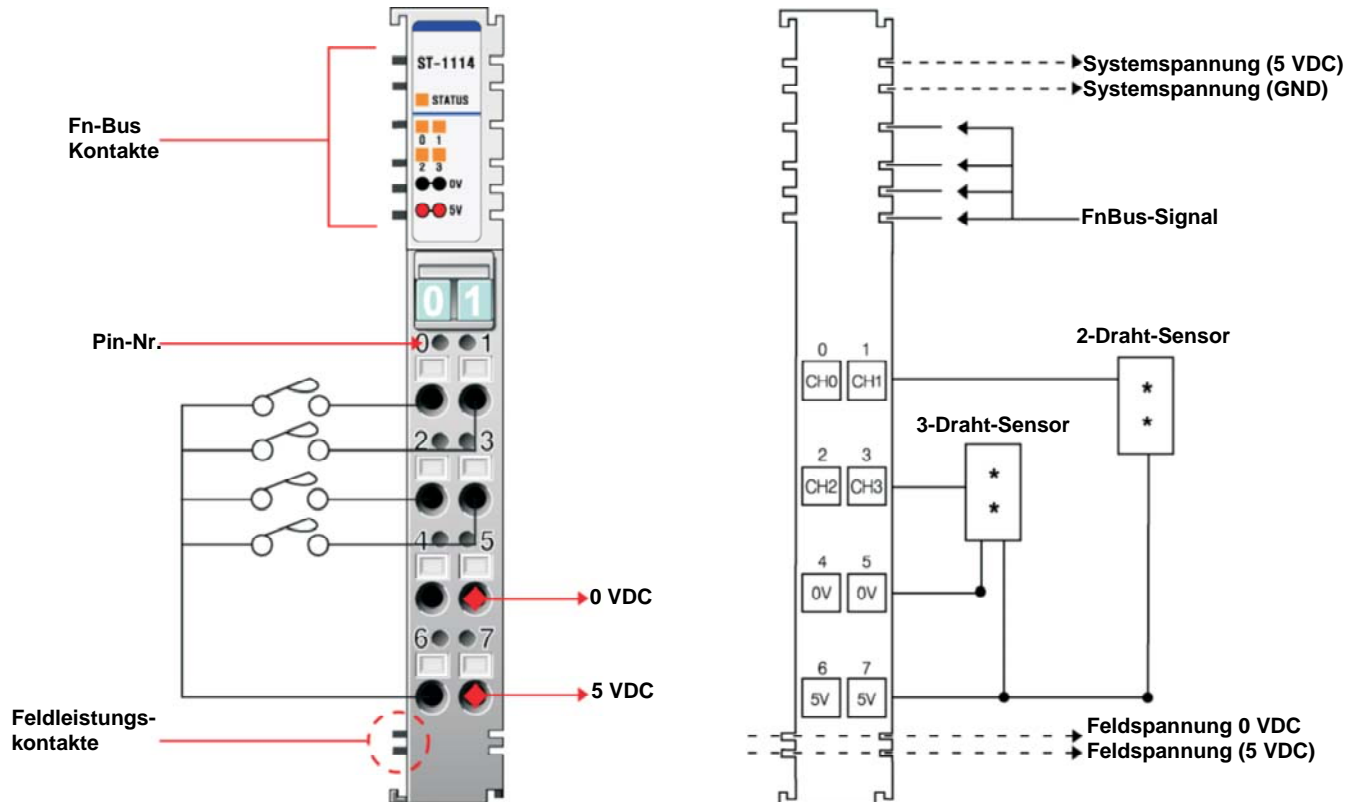 ST-1114
STATUS
0 1
2 3
0V
5V
Fn-Bus
Kontakte
01
Pin-Nr.
0 1
2 3
4 5
0 VDC
6 7
5 VDC
Feldleistungs-
kontakte
Systemspannung (5 VDC)
Systemspannung (GND)
FnBus-Signal
2-Draht-Sensor
0 1
CH0 CH1
*
*
3-Draht-Sensor
2 3
CH2 CH3
*
*
4 5
0V 0V
6 7
5V 5V
Feldspannung 0 VDC
Feldspannung (5 VDC)